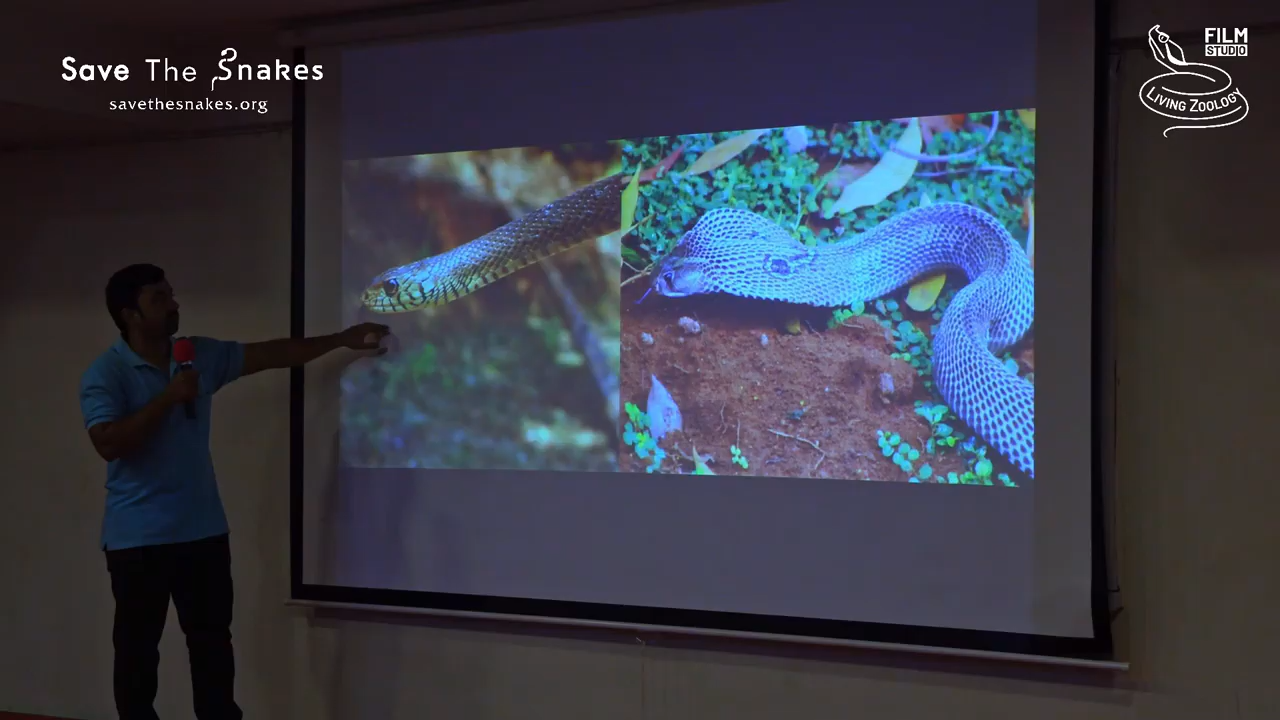 Save The Snakes
savethesnakes.org
FILM
STUDIO
LIVING ZOOLOGY